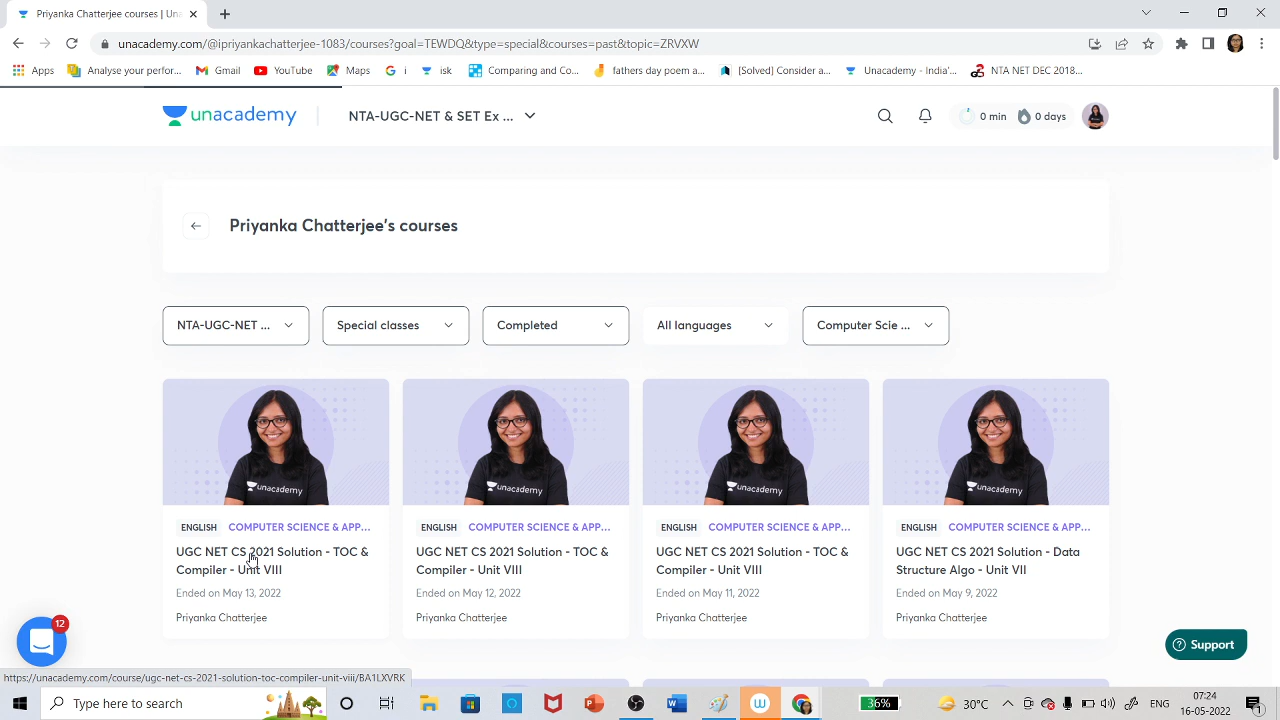 Priyanka Chatterjee's courses | Un
unacademy.com/@ipriyankachatterjee-1083/courses?goal=TEWDQ&type=special&courses=past&topic=ZRVXW
Apps Analyse your perfor... Gmail YouTube Maps i isk Comparing and Co... fathers day poem a... [Solved] Consider a... Unacademy - India'... NTA NET DEC 2018...
unacademy NTA-UGC-NET & SET Ex ... 0 min 0 days
Priyanka Chatterjee's courses
NTA-UGC-NET ... Special classes Completed All languages Computer Scie ...
unacademy unacademy unacademy unacademy
ENGLISH COMPUTER SCIENCE & APP... ENGLISH COMPUTER SCIENCE & APP... ENGLISH COMPUTER SCIENCE & APP... ENGLISH COMPUTER SCIENCE & APP...
UGC NET CS 2021 Solution - TOC & UGC NET CS 2021 Solution - TOC & UGC NET CS 2021 Solution - TOC & UGC NET CS 2021 Solution - Data
Compiler - Unit VIII Compiler - Unit VIII Compiler - Unit VIII Structure Algo - Unit VII
Ended on May 13, 2022 Ended on May 12, 2022 Ended on May 11, 2022 Ended on May 9, 2022
Priyanka Chatterjee Priyanka Chatterjee Priyanka Chatterjee Priyanka Chatterjee
12
Support
https://unacademy.com/course/ugc-net-cs-2021-solution-toc-compiler-unit-viii/BA1LXVRK
Type here to search 36% 30°C ENG 07:24
16-05-2022 1